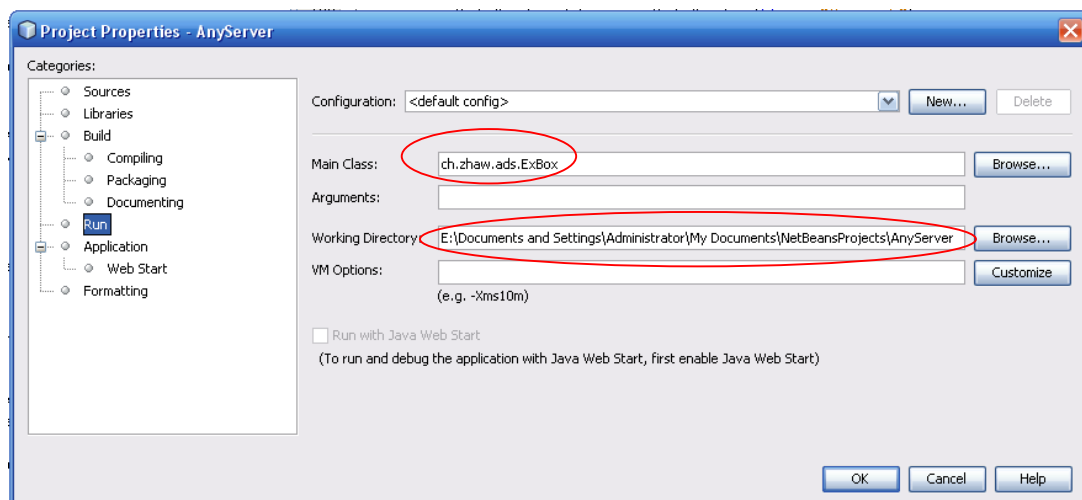 Project Properties - AnyServer
Categories:
Sources
Libraries
Build
Compiling
Packaging
Documenting
Run
Application
Web Start
Formatting
Configuration: <default config> New... Delete
Main Class: ch.zhaw.ads.ExBox Browse...
Arguments:
Working Directory: E:\Documents and Settings\Administrator\My Documents\NetBeansProjects\AnyServer Browse...
VM Options: Customize
(e.g. -Xms10m)
Run with Java Web Start
(To run and debug the application with Java Web Start, first enable Java Web Start)
OK Cancel Help